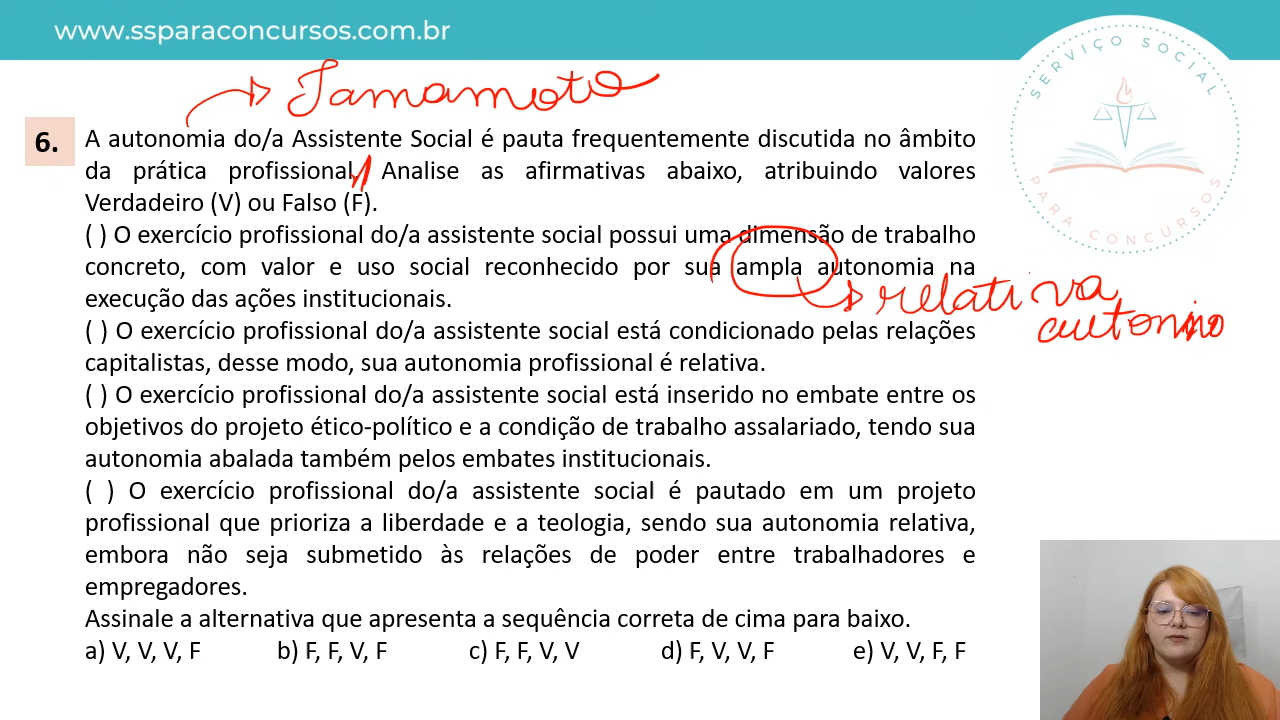 www.ssparaconcursos.com.br
SERVIÇO SOCIAL
PARA CONCURSOS
Iamamoto
6.
A autonomia do/a Assistente Social é pauta frequentemente discutida no âmbito
da prática profissional. Analise as afirmativas abaixo, atribuindo valores
Verdadeiro (V) ou Falso (F).
( ) O exercício profissional do/a assistente social possui uma dimensão de trabalho
concreto, com valor e uso social reconhecido por sua ampla autonomia na
execução das ações institucionais.
relativa
( ) O exercício profissional do/a assistente social está condicionado pelas relações
capitalistas, desse modo, sua autonomia profissional é relativa.
( ) O exercício profissional do/a assistente social está inserido no embate entre os
objetivos do projeto ético-político e a condição de trabalho assalariado, tendo sua
autonomia abalada também pelos embates institucionais.
( ) O exercício profissional do/a assistente social é pautado em um projeto
profissional que prioriza a liberdade e a teologia, sendo sua autonomia relativa,
embora não seja submetido às relações de poder entre trabalhadores e
empregadores.
Assinale a alternativa que apresenta a sequência correta de cima para baixo.
a) V, V, V, F b) F, F, V, F c) F, F, V, V d) F, V, V, F e) V, V, F, F